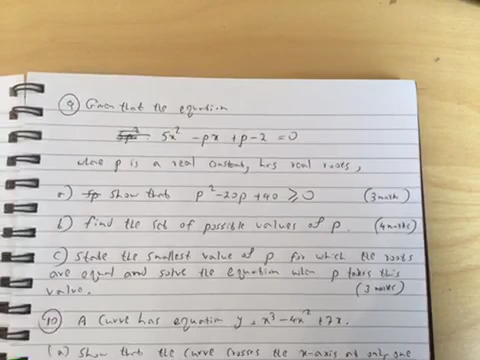 9) Given that the equation
5x² - px + p - 2 = 0
where p is a real constant, has real roots,
a) show that p² - 20p + 40 ⩾ 0 (3 marks)
b) find the set of possible values of p. (4 marks)
c) state the smallest value of p for which the roots
are equal and solve the equation when p takes this
value. (3 marks)
10) A curve has equation y = x³ - 4x² + 7x.
(a) Show that the curve crosses the x-axis at only one